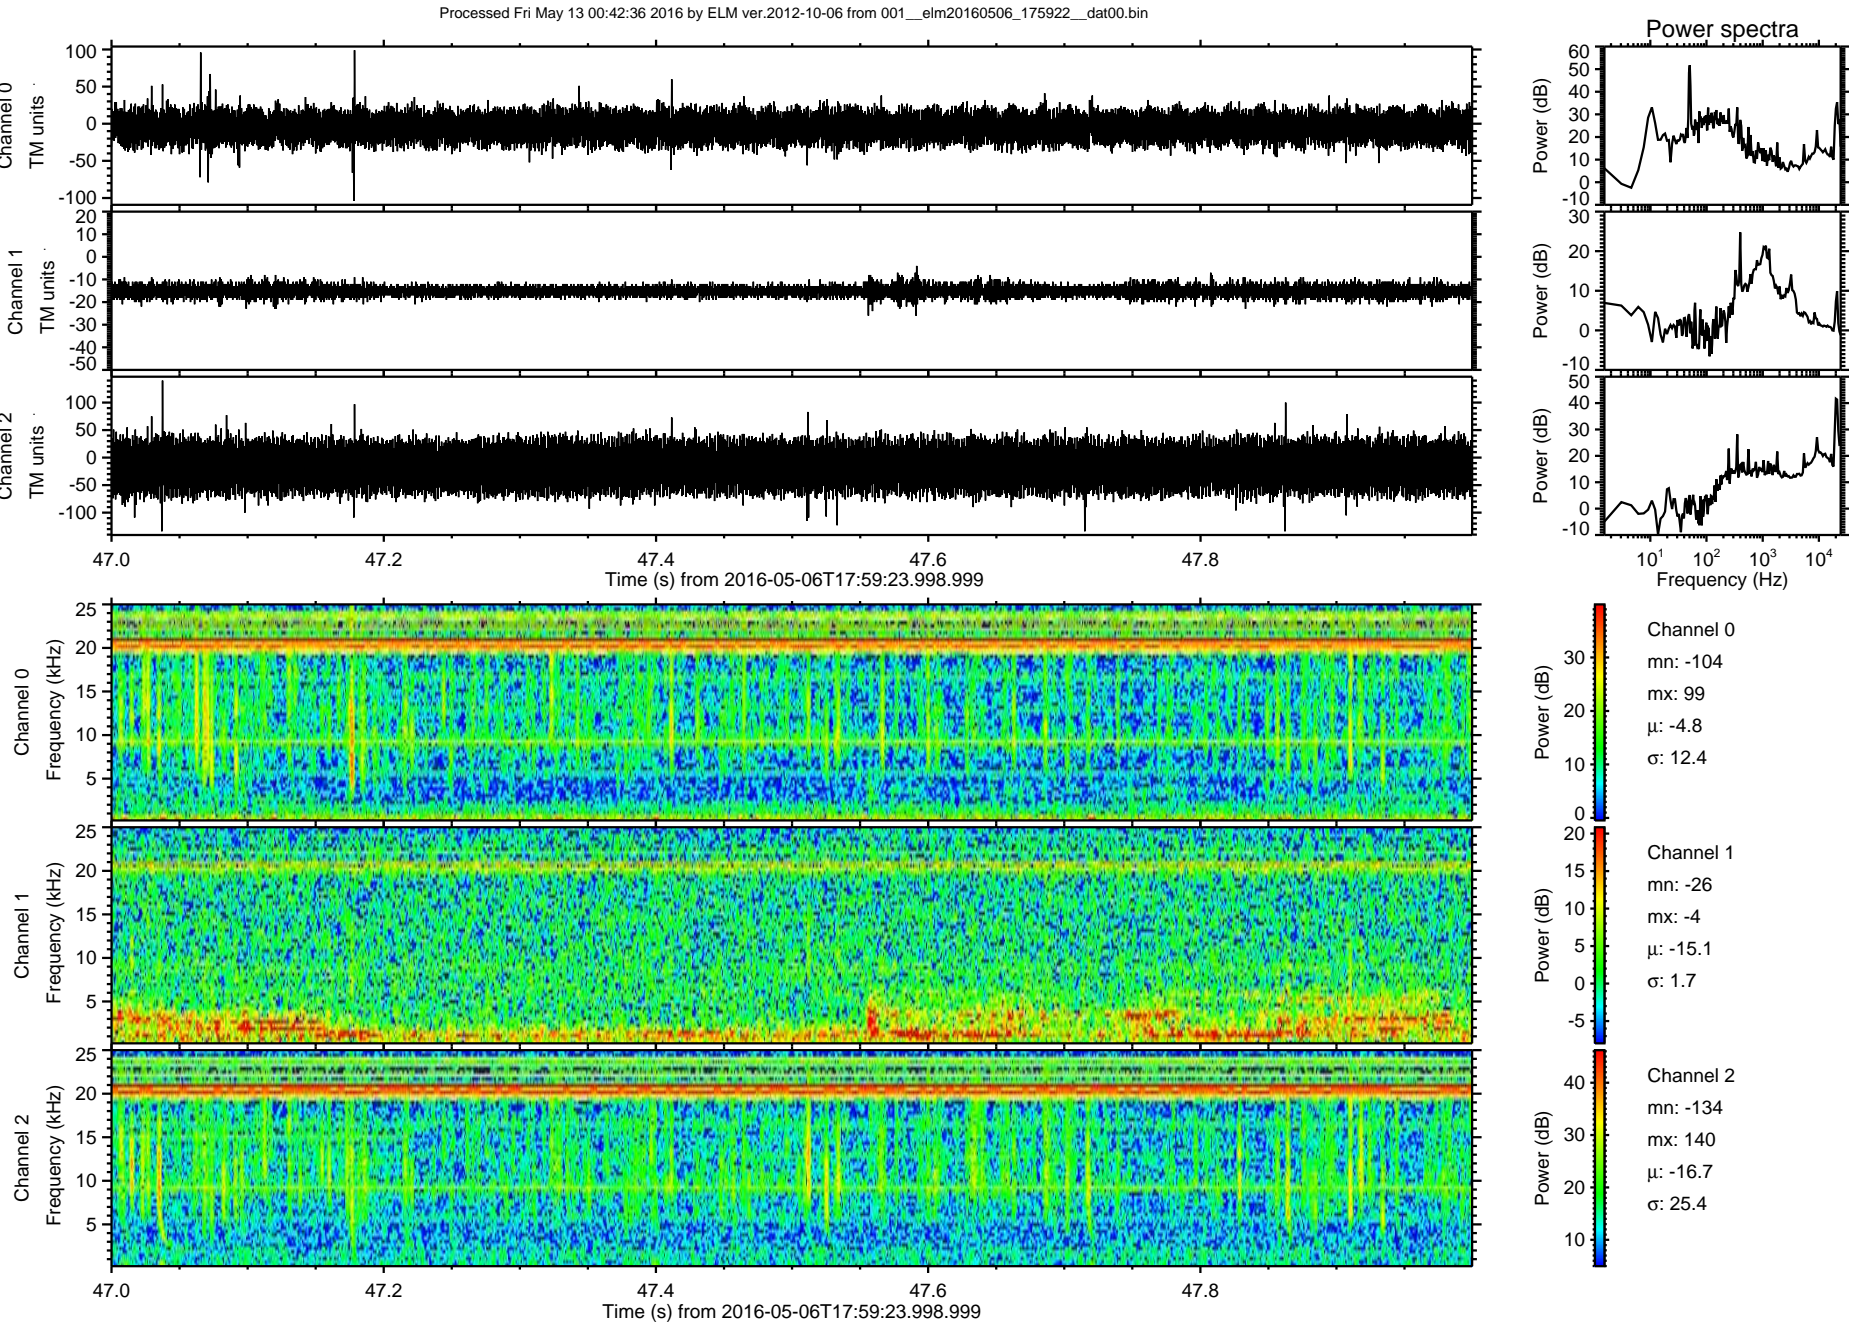 Processed Fri May 13 00:42:36 2016 by ELM ver.2012-10-06 from 001__elm20160506_175922__dat00.bin
Power spectra
Channel 0
TM units
100
50
0
-50
-100
Power (dB)
60
50
40
30
20
10
0
-10
Channel 1
TM units
20
10
0
-10
-20
-30
-40
-50
Power (dB)
30
20
10
0
-10
Channel 2
TM units
100
50
0
-50
-100
Power (dB)
50
40
30
20
10
0
-10
47.0 47.2 47.4 47.6 47.8
Time (s) from 2016-05-06T17:59:23.998.999
10¹ 10² 10³ 10⁴
Frequency (Hz)
Channel 0
Frequency (kHz)
25
20
15
10
5
Power (dB)
30
20
10
0
Channel 0
mn: -104
mx: 99
μ: -4.8
σ: 12.4
Channel 1
Frequency (kHz)
25
20
15
10
5
Power (dB)
20
15
10
5
0
-5
Channel 1
mn: -26
mx: -4
μ: -15.1
σ: 1.7
Channel 2
Frequency (kHz)
25
20
15
10
5
Power (dB)
40
30
20
10
Channel 2
mn: -134
mx: 140
μ: -16.7
σ: 25.4
47.0 47.2 47.4 47.6 47.8
Time (s) from 2016-05-06T17:59:23.998.999